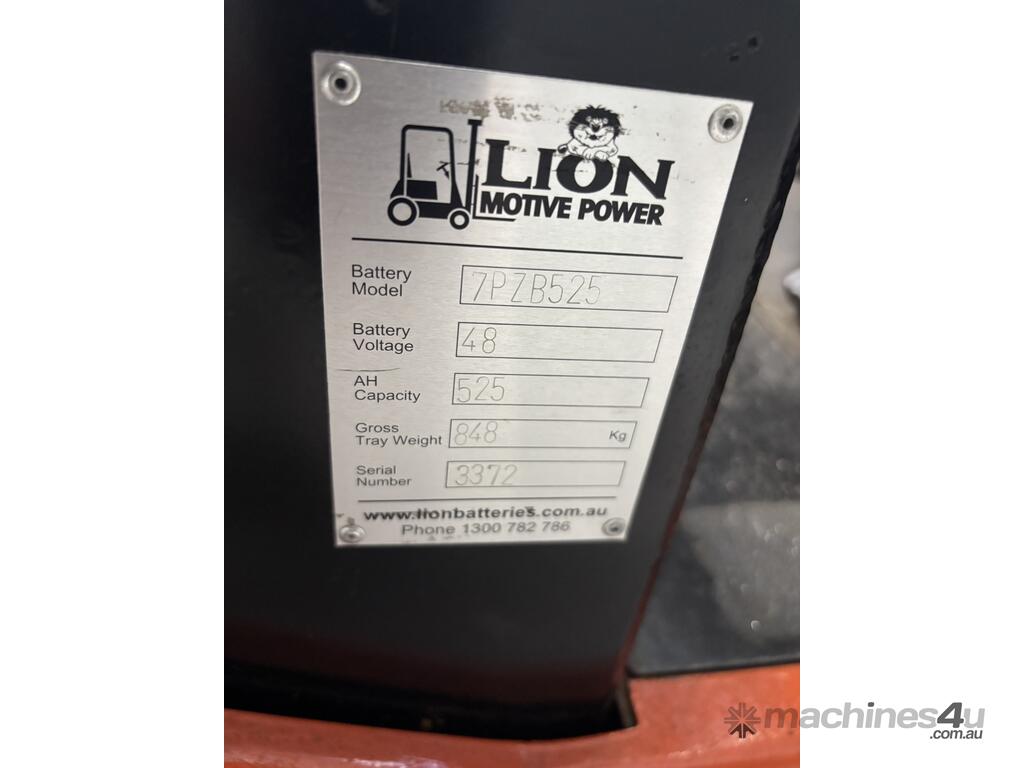 LION
MOTIVE POWER
Battery Model 7PZB525
Battery Voltage 48
AH Capacity 525
Gross Tray Weight 848 Kg
Serial Number 3372
www.lionbatteries.com.au
Phone 1300 782 786
machines4u
.com.au